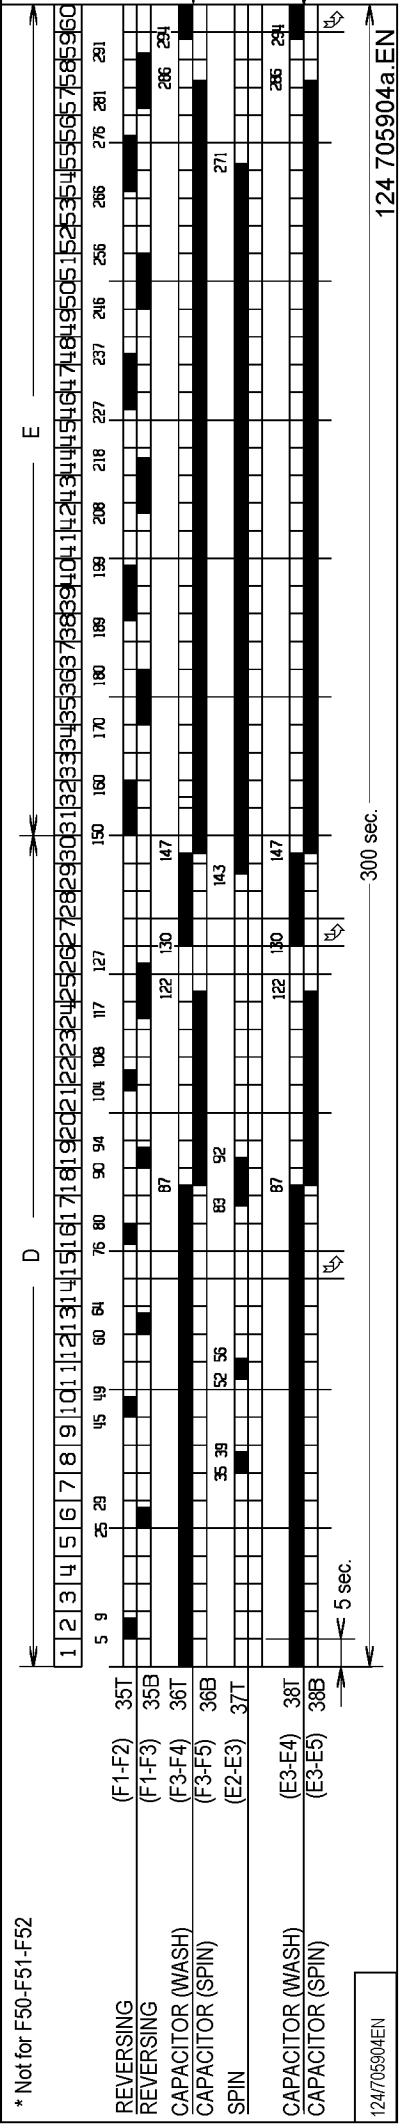 * Not for F50-F51-F52
D E
1 2 3 4 5 6 7 8 9 10 11 12 13 14 15 16 17 18 19 20 21 22 23 24 25 26 27 28 29 30 31 32 33 34 35 36 37 38 39 40 41 42 43 44 45 46 47 48 49 50 51 52 53 54 55 56 57 58 59 60
5 9 25 29 45 49 60 64 76 80 90 94 104 108 117 127 150 160 170 180 189 199 208 218 227 237 246 256 266 276 281 291
REVERSING (F1-F2) 35T
REVERSING (F1-F3) 35B
CAPACITOR (WASH) (F3-F4) 36T 87 130 147 294
CAPACITOR (SPIN) (F3-F5) 36B 122 286
SPIN (E2-E3) 37T 35 39 52 56 83 92 143 271
CAPACITOR (WASH) (E3-E4) 38T 87 130 147 294
CAPACITOR (SPIN) (E3-E5) 38B 122 286
5 sec.
300 sec.
124/705904EN
124 705904a.EN